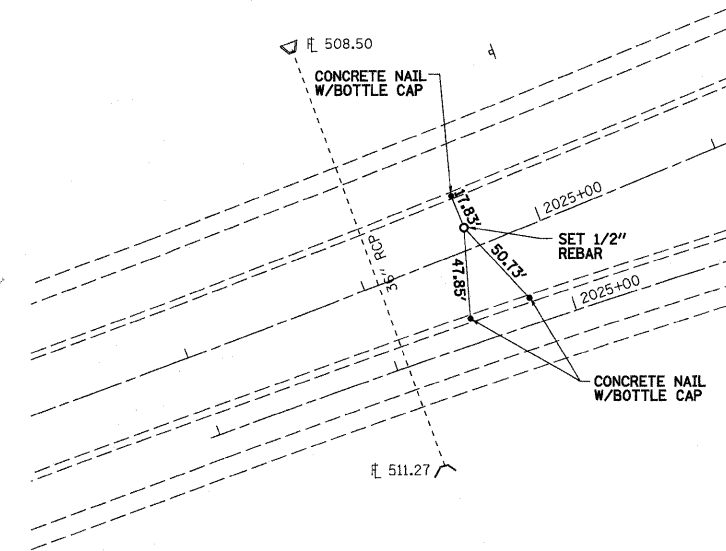 ℄ 508.50
CONCRETE NAIL
W/BOTTLE CAP
17.83'
2025+00
SET 1/2"
REBAR
36" RCP
47.85'
50.73'
2025+00
CONCRETE NAIL
W/BOTTLE CAP
℄ 511.27